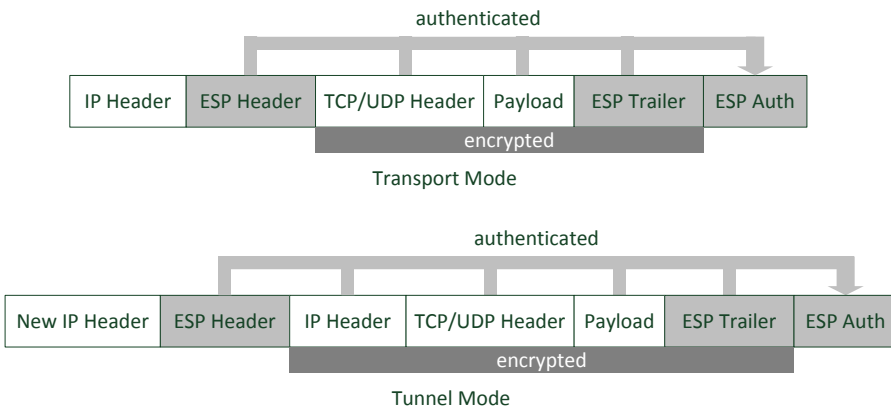 authenticated
IP Header ESP Header TCP/UDP Header Payload ESP Trailer ESP Auth
encrypted
Transport Mode
authenticated
New IP Header ESP Header IP Header TCP/UDP Header Payload ESP Trailer ESP Auth
encrypted
Tunnel Mode